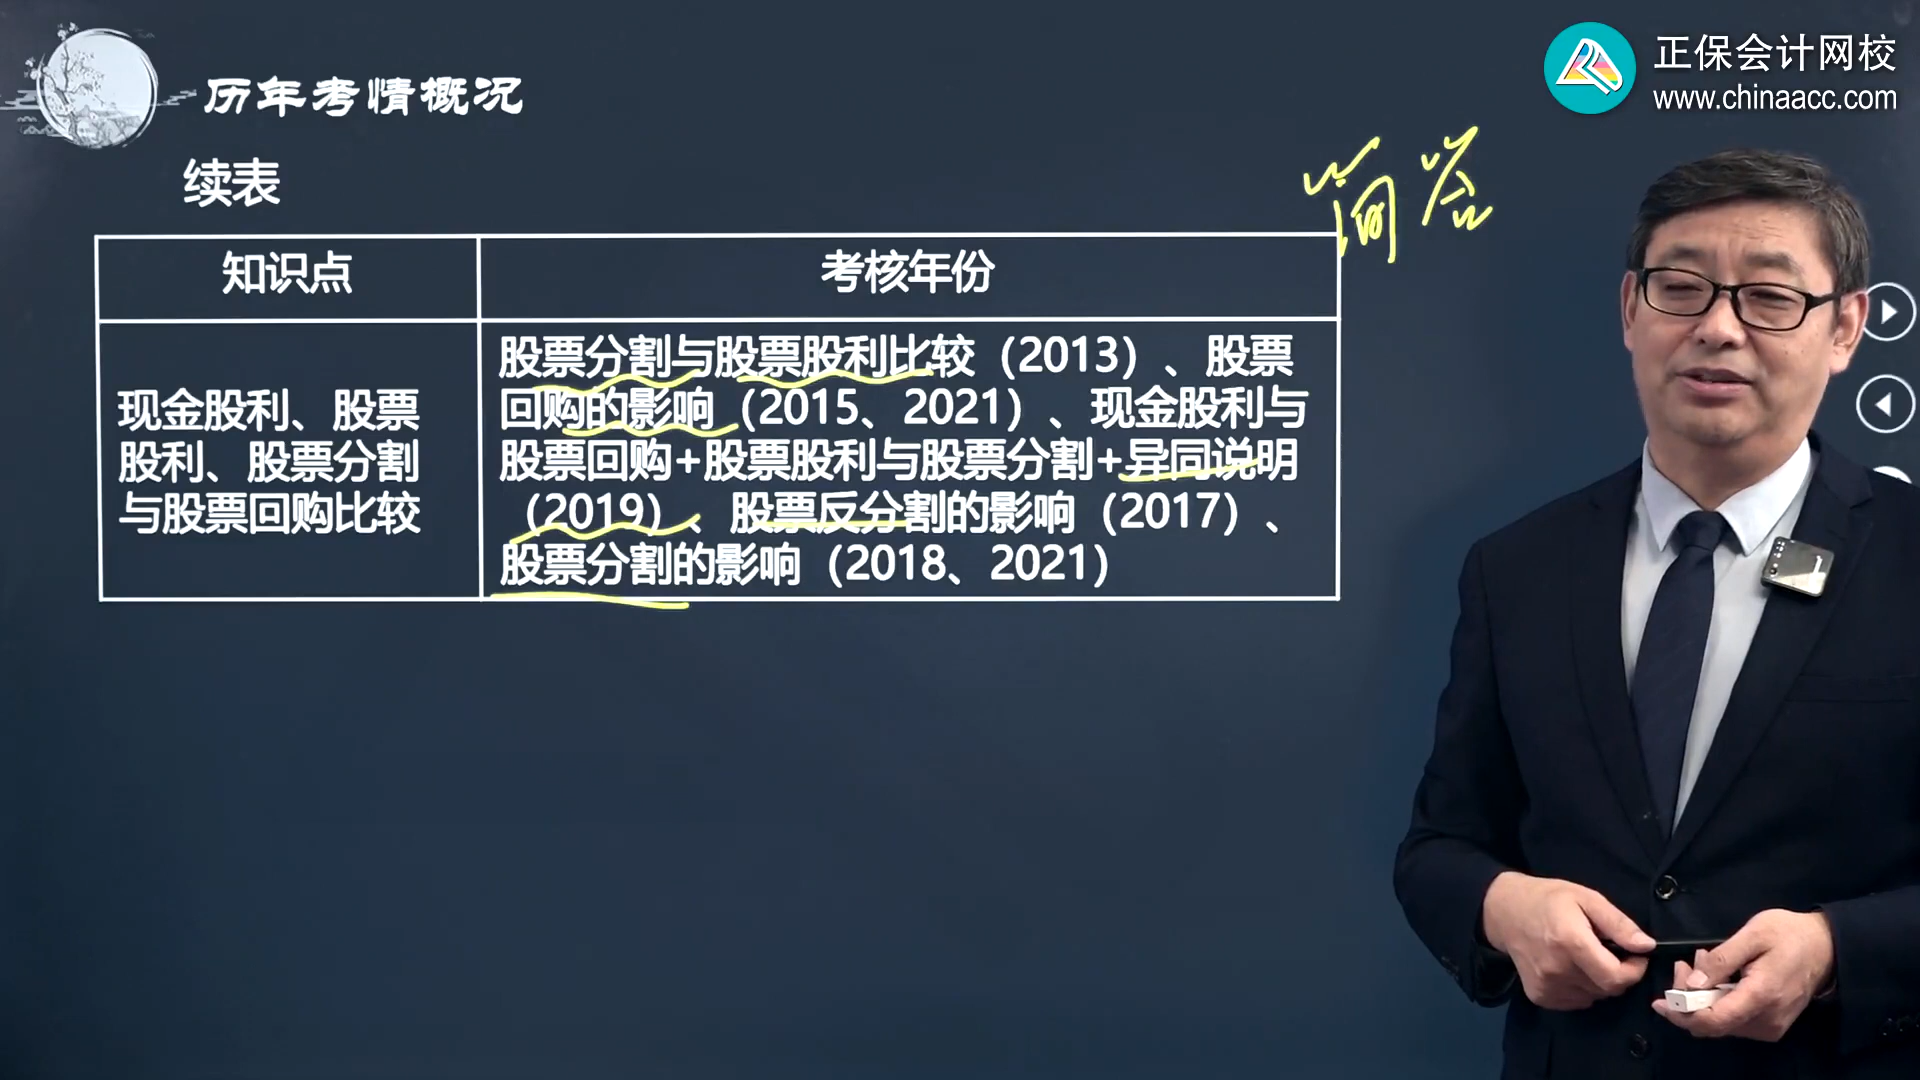 正保会计网校
www.chinaacc.com
历年考情概况
续表
简答
知识点
考核年份
现金股利、股票
股利、股票分割
与股票回购比较
股票分割与股票股利比较（2013）、股票
回购的影响（2015、2021）、现金股利与
股票回购+股票股利与股票分割+异同说明
（2019）、股票反分割的影响（2017）、
股票分割的影响（2018、2021）